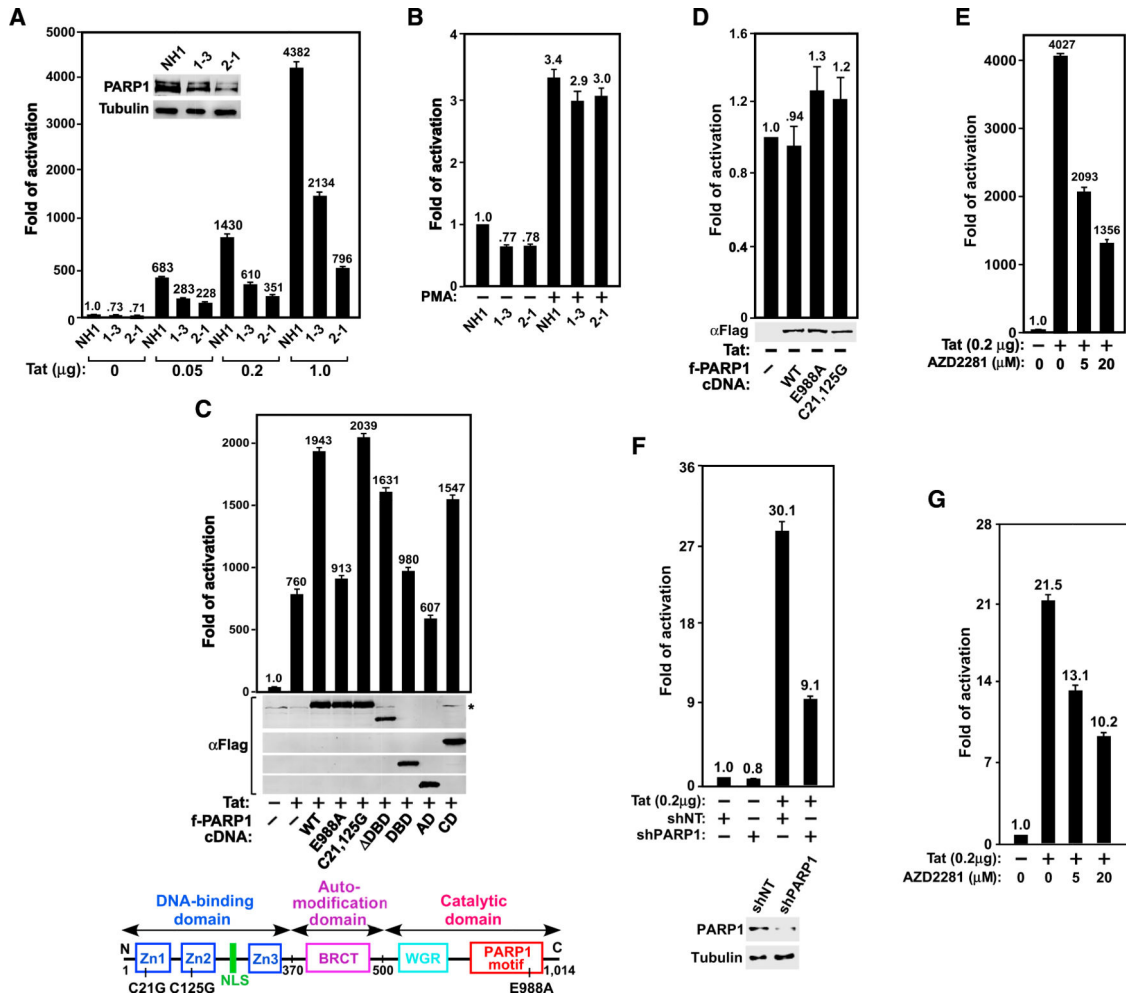 A
Fold of activation
5000
4000
3000
2000
1000
500
0
NH1 1-3 2-1
PARP1
Tubulin
1.0 .73 .71
683 283 228
1430 610 351
4382 2134 796
NH1 1-3 2-1 NH1 1-3 2-1 NH1 1-3 2-1 NH1 1-3 2-1
Tat (μg) 0 0.05 0.2 1.0
B
Fold of activation
4
3
2
1
0
1.0 .77 .78 3.4 2.9 3.0
PMA: – – – + + +
NH1 1-3 2-1 NH1 1-3 2-1
D
Fold of activation
1.6
1.2
0.8
0.4
0
1.0 .94 1.3 1.2
αFlag
Tat: – – – –
f-PARP1
cDNA:
– WT E988A C21,125G
E
Fold of activation
4000
3000
2000
4000
0
1.0 4027 2093 1356
Tat (0.2 μg): – + + +
AZD2281 (μM): 0 0 5 20
C
Fold of activation
2000
1500
1000
500
0
1.0 760 1943 913 2039 1631 980 607 1547
*
αFlag
Tat: – + + + + + + + +
f-PARP1
cDNA:
– – WT E988A C21,125G ΔDBD DBD AD CD
DNA-binding
domain
Auto-
modification
domain
Catalytic
domain
N Zn1 Zn2 Zn3 BRCT WGR PARP1
motif C
1 NLS 370 500 1,014
C21G C125G E988A
F
Fold of activation
36
27
18
9
0
1.0 0.8 30.1 9.1
Tat (0.2μg): – – + +
shNT: + – + –
shPARP1: – + – +
shNT shPARP1
PARP1
Tubulin
G
Fold of activation
28
21
14
7
0
1.0 21.5 13.1 10.2
Tat (0.2μg): – + + +
AZD2281 (μM): 0 0 5 20